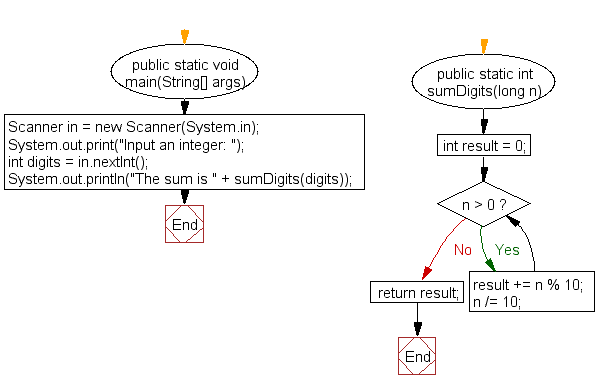 public static void
main(String[] args)
Scanner in = new Scanner(System.in);
System.out.print("Input an integer: ");
int digits = in.nextInt();
System.out.println("The sum is " + sumDigits(digits));
End
public static int
sumDigits(long n)
int result = 0;
n > 0 ?
No
Yes
result += n % 10;
n /= 10;
return result;
End